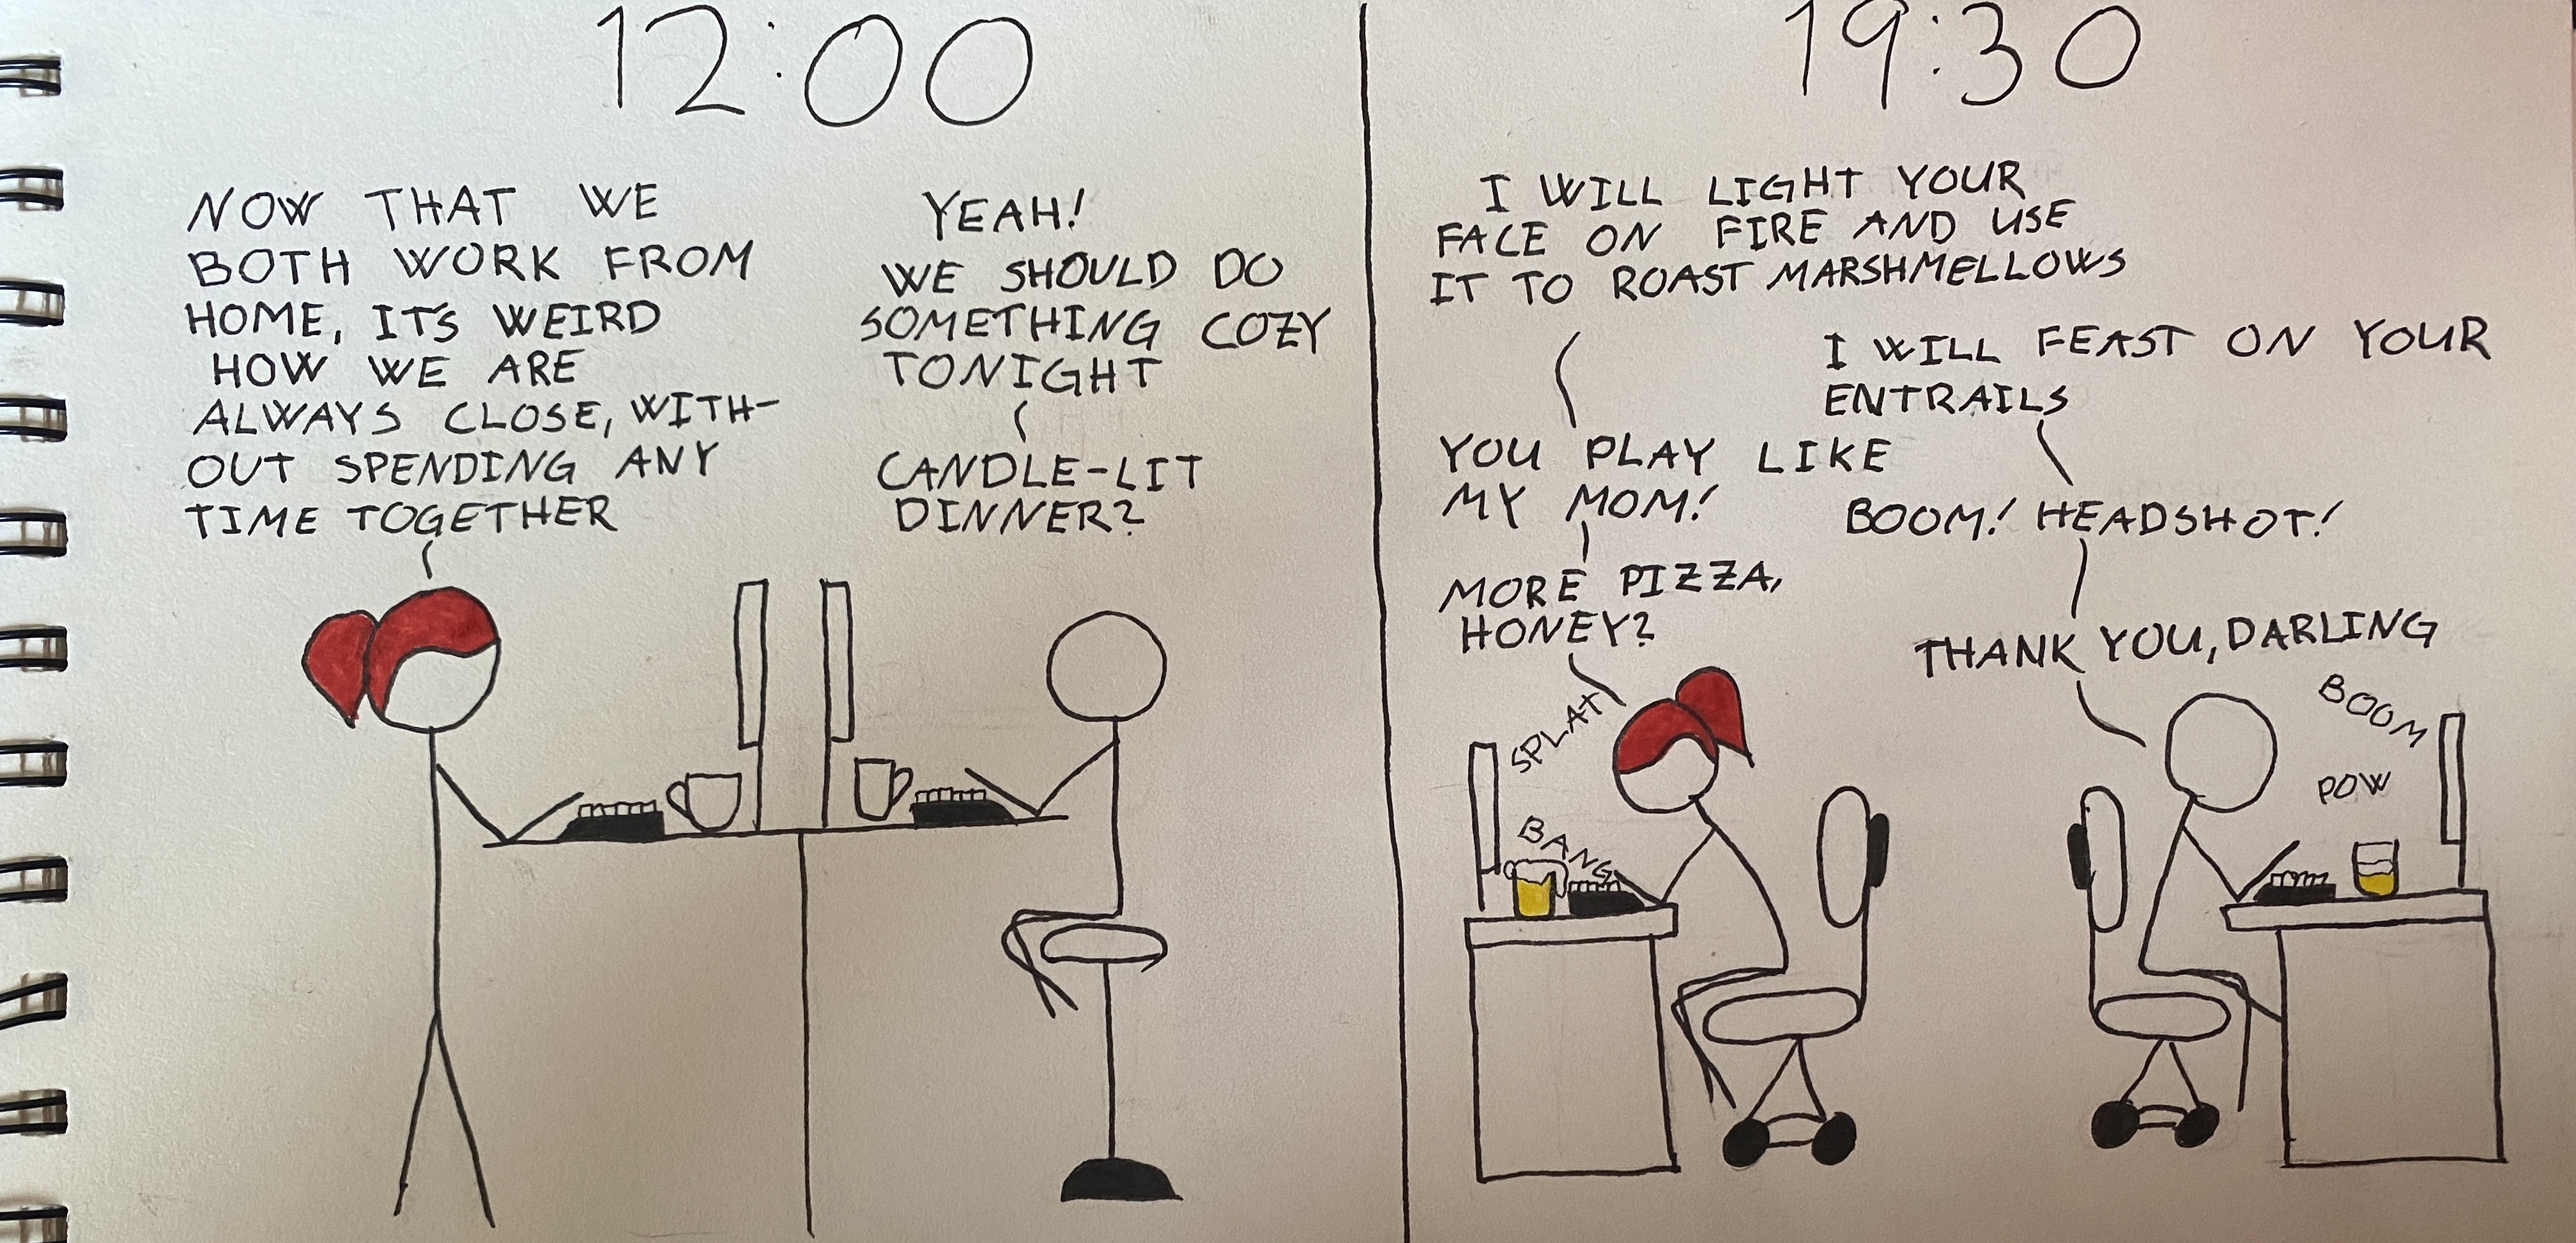 12:00
NOW THAT WE
BOTH WORK FROM
HOME, IT'S WEIRD
HOW WE ARE
ALWAYS CLOSE, WITH-
OUT SPENDING ANY
TIME TOGETHER
YEAH!
WE SHOULD DO
SOMETHING COZY
TONIGHT
CANDLE-LIT
DINNER?
19:30
I WILL LIGHT YOUR
FACE ON FIRE AND USE
IT TO ROAST MARSHMELLOWS
I WILL FEAST ON YOUR
ENTRAILS
YOU PLAY LIKE
MY MOM!
BOOM! HEADSHOT!
MORE PIZZA,
HONEY?
THANK YOU, DARLING
SPLAT
BANG
BOOM
POW